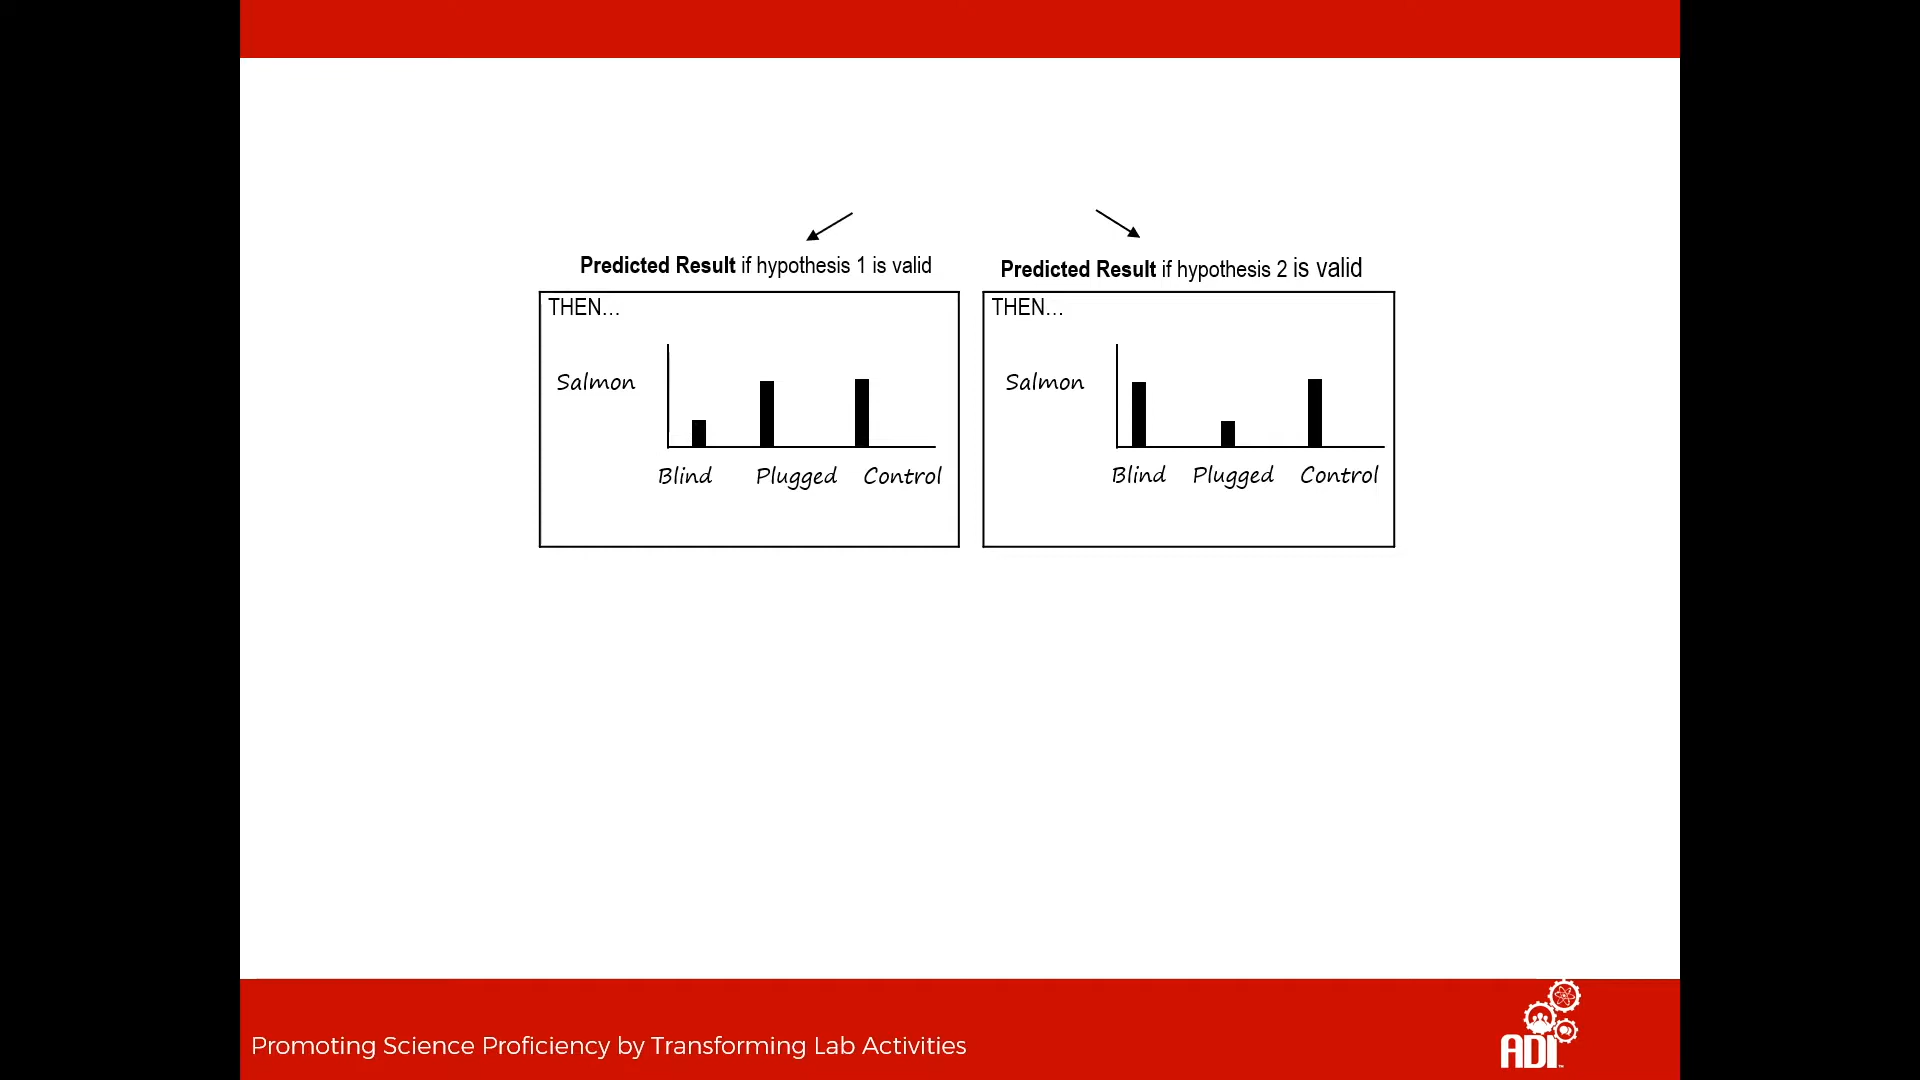 Predicted Result if hypothesis 1 is valid
THEN...
Salmon
Blind Plugged Control
Predicted Result if hypothesis 2 is valid
THEN...
Salmon
Blind Plugged Control
Promoting Science Proficiency by Transforming Lab Activities
ADI™